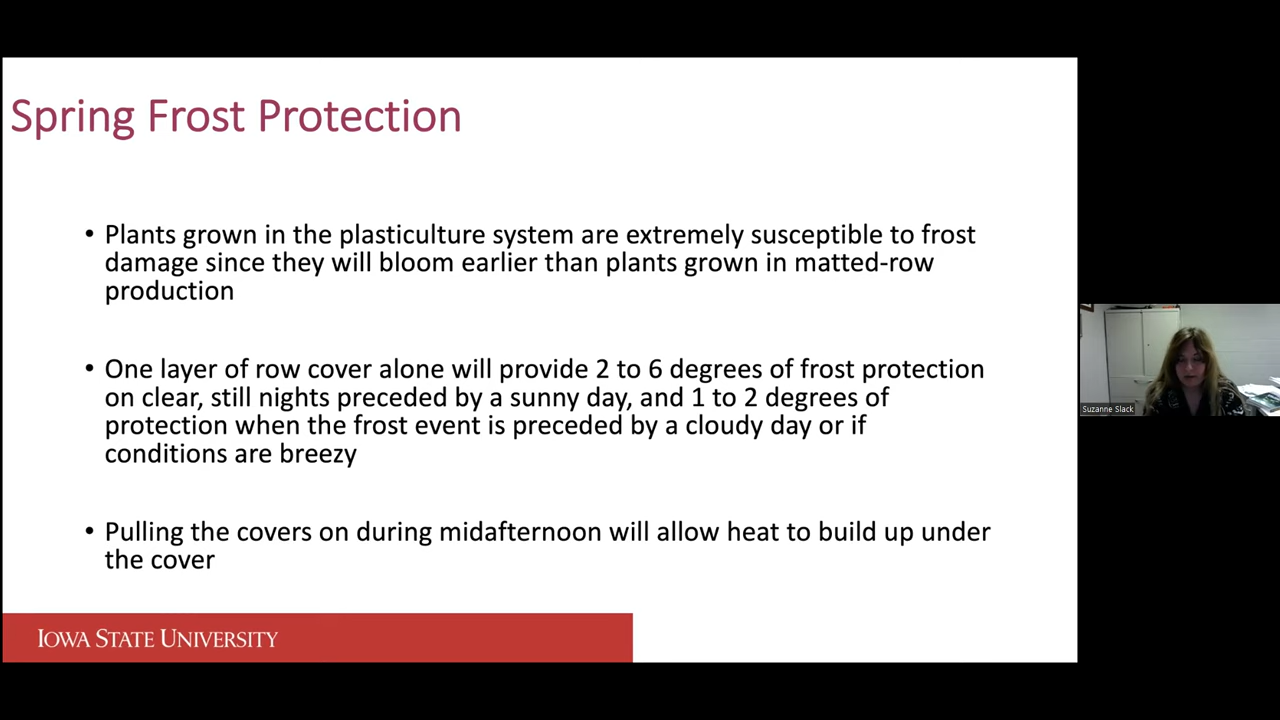 Spring Frost Protection
• Plants grown in the plasticulture system are extremely susceptible to frost
damage since they will bloom earlier than plants grown in matted-row
production
• One layer of row cover alone will provide 2 to 6 degrees of frost protection
on clear, still nights preceded by a sunny day, and 1 to 2 degrees of
protection when the frost event is preceded by a cloudy day or if
conditions are breezy
• Pulling the covers on during midafternoon will allow heat to build up under
the cover
IOWA STATE UNIVERSITY
Suzanne Slack